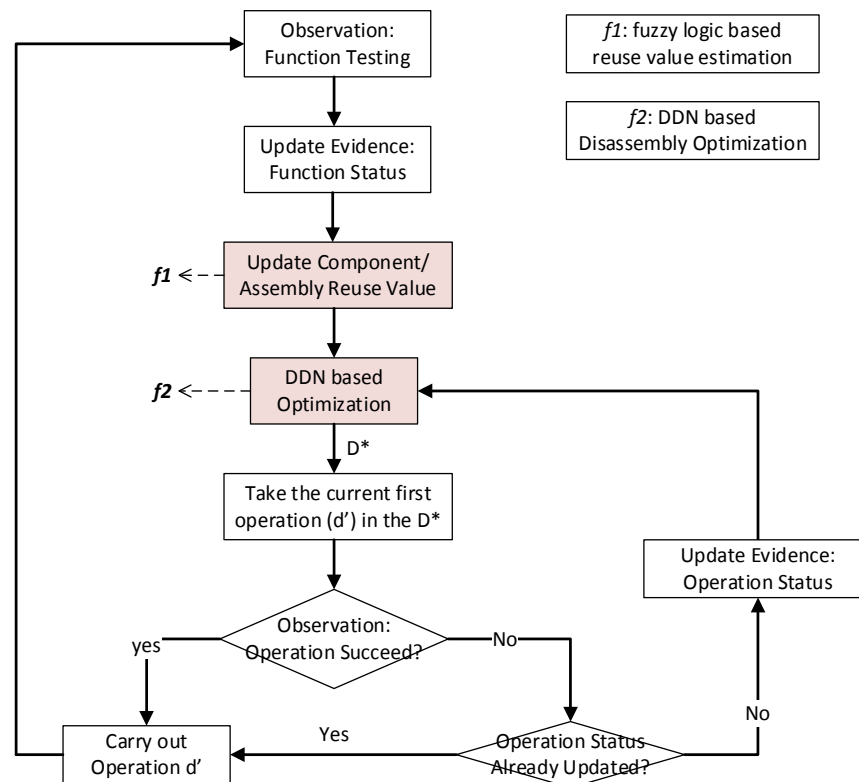 Observation:
Function Testing
f1: fuzzy logic based
reuse value estimation
f2: DDN based
Disassembly Optimization
Update Evidence:
Function Status
f1
Update Component/
Assembly Reuse Value
f2
DDN based
Optimization
D*
Take the current first
operation (d') in the D*
Update Evidence:
Operation Status
Observation:
Operation Succeed?
yes
No
No
Carry out
Operation d'
Yes
Operation Status
Already Updated?